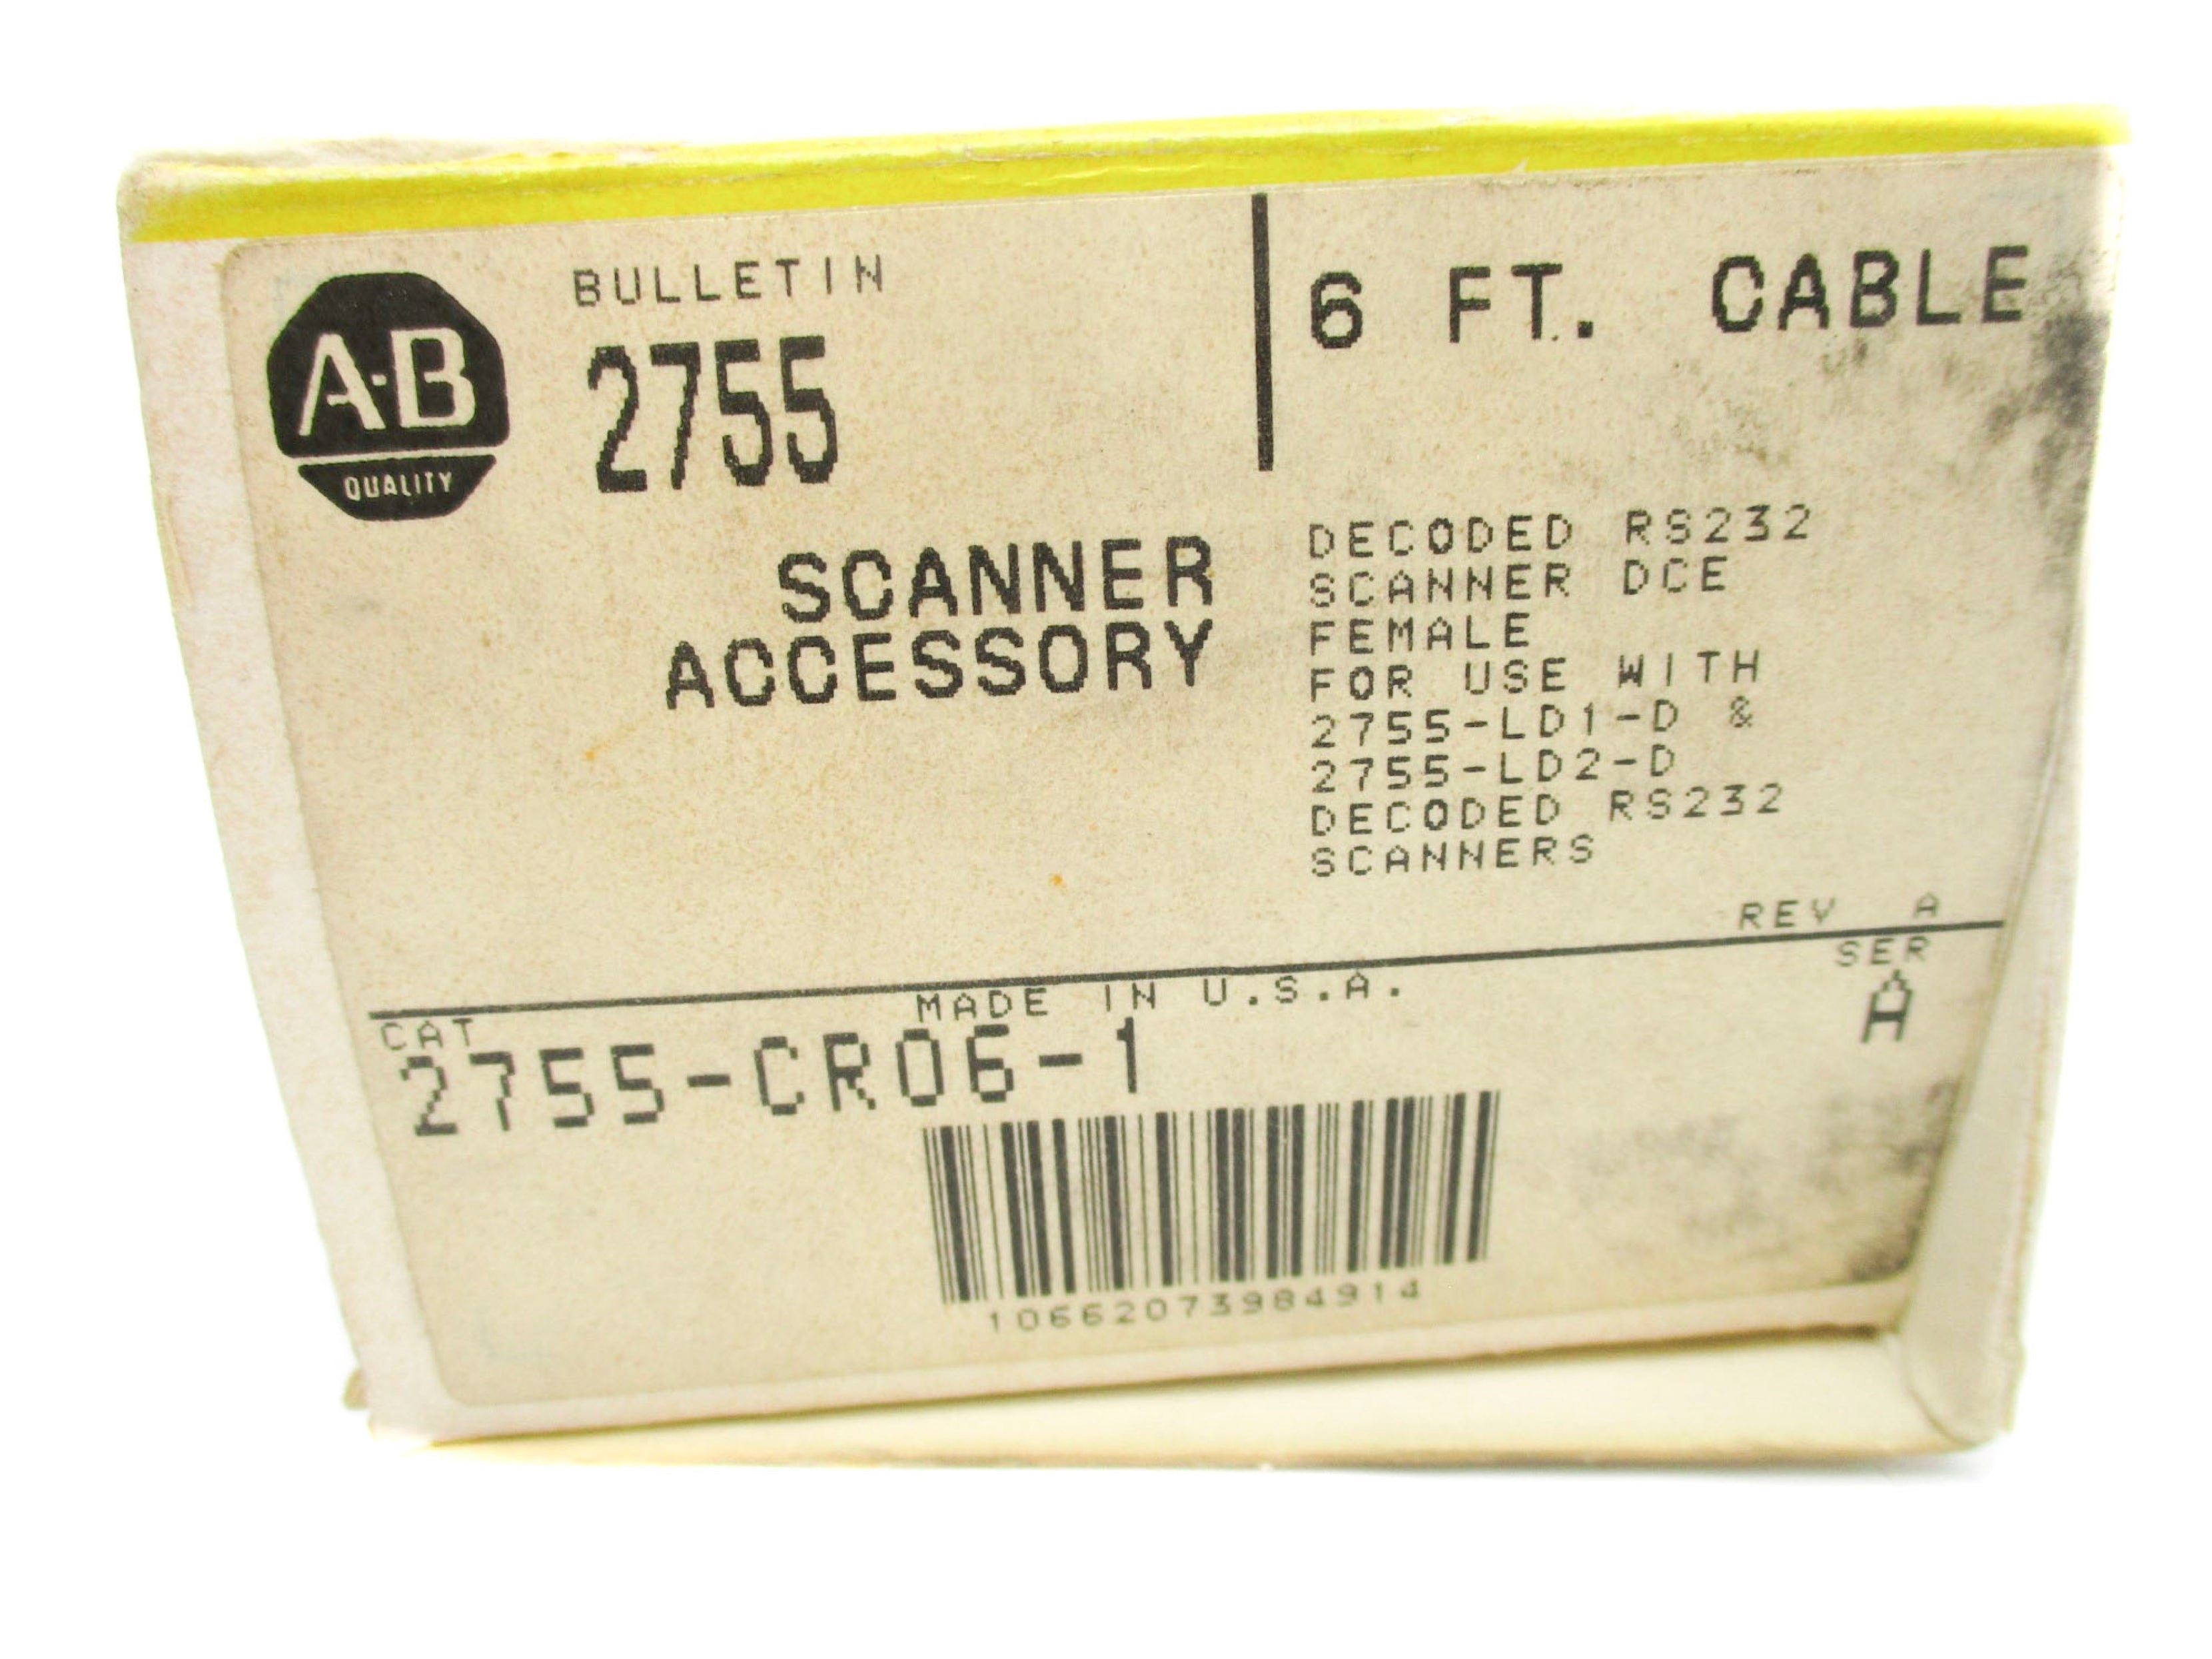 A-B
QUALITY
BULLETIN
2755
SCANNER
ACCESSORY
6 FT. CABLE
DECODED RS232
SCANNER DCE
FEMALE
FOR USE WITH
2755-LD1-D &
2755-LD2-D
DECODED RS232
SCANNERS
REV A
SER
A
MADE IN U.S.A.
CAT
2755-CR06-1
10662073984914